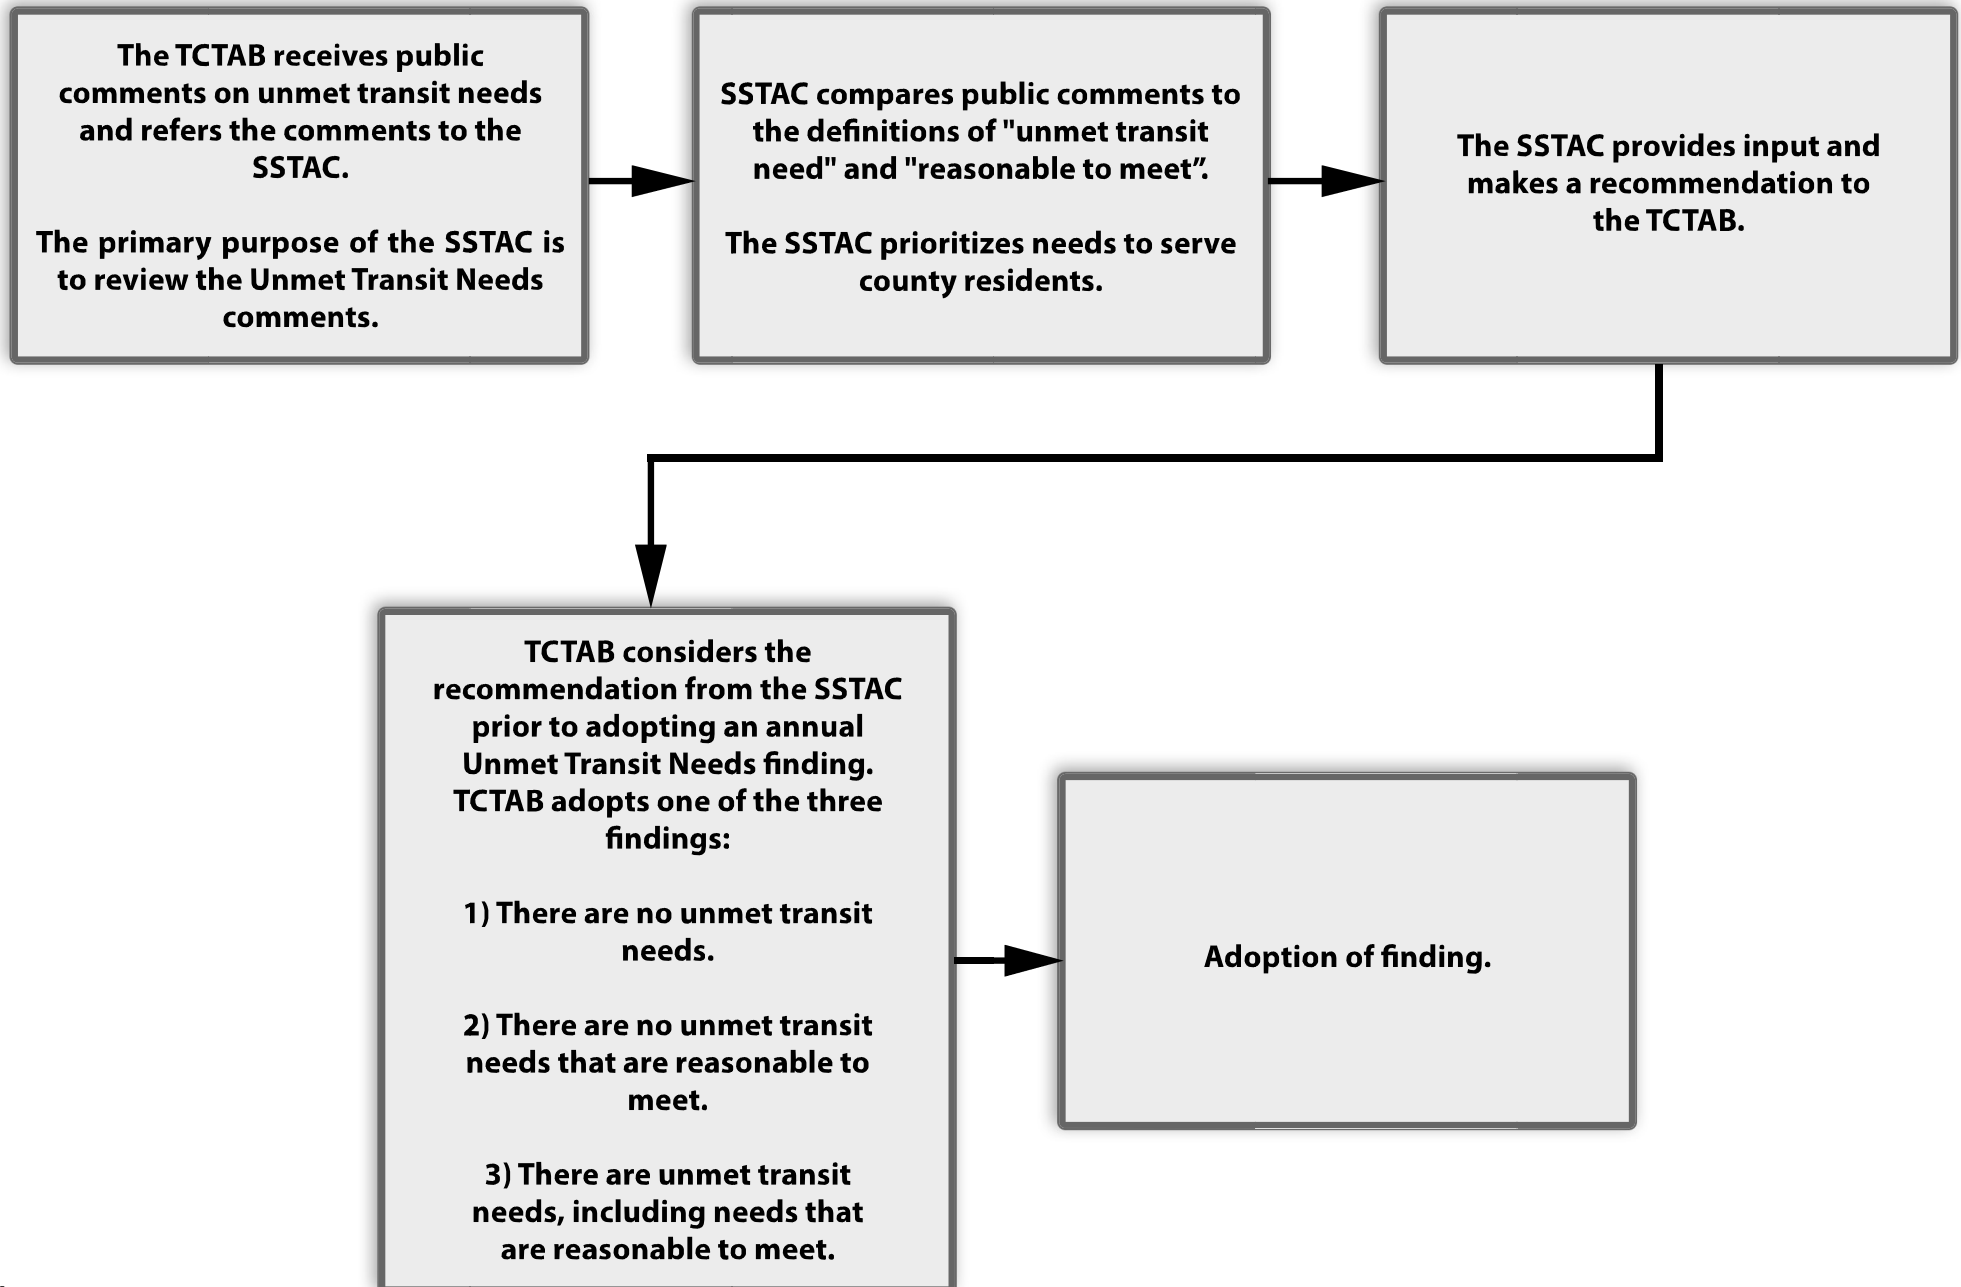 The TCTAB receives public
comments on unmet transit needs
and refers the comments to the
SSTAC.
The primary purpose of the SSTAC is
to review the Unmet Transit Needs
comments.
SSTAC compares public comments to
the definitions of "unmet transit
need" and "reasonable to meet”.
The SSTAC prioritizes needs to serve
county residents.
The SSTAC provides input and
makes a recommendation to
the TCTAB.
TCTAB considers the
recommendation from the SSTAC
prior to adopting an annual
Unmet Transit Needs finding.
TCTAB adopts one of the three
findings:
1) There are no unmet transit
needs.
2) There are no unmet transit
needs that are reasonable to
meet.
3) There are unmet transit
needs, including needs that
are reasonable to meet.
Adoption of finding.